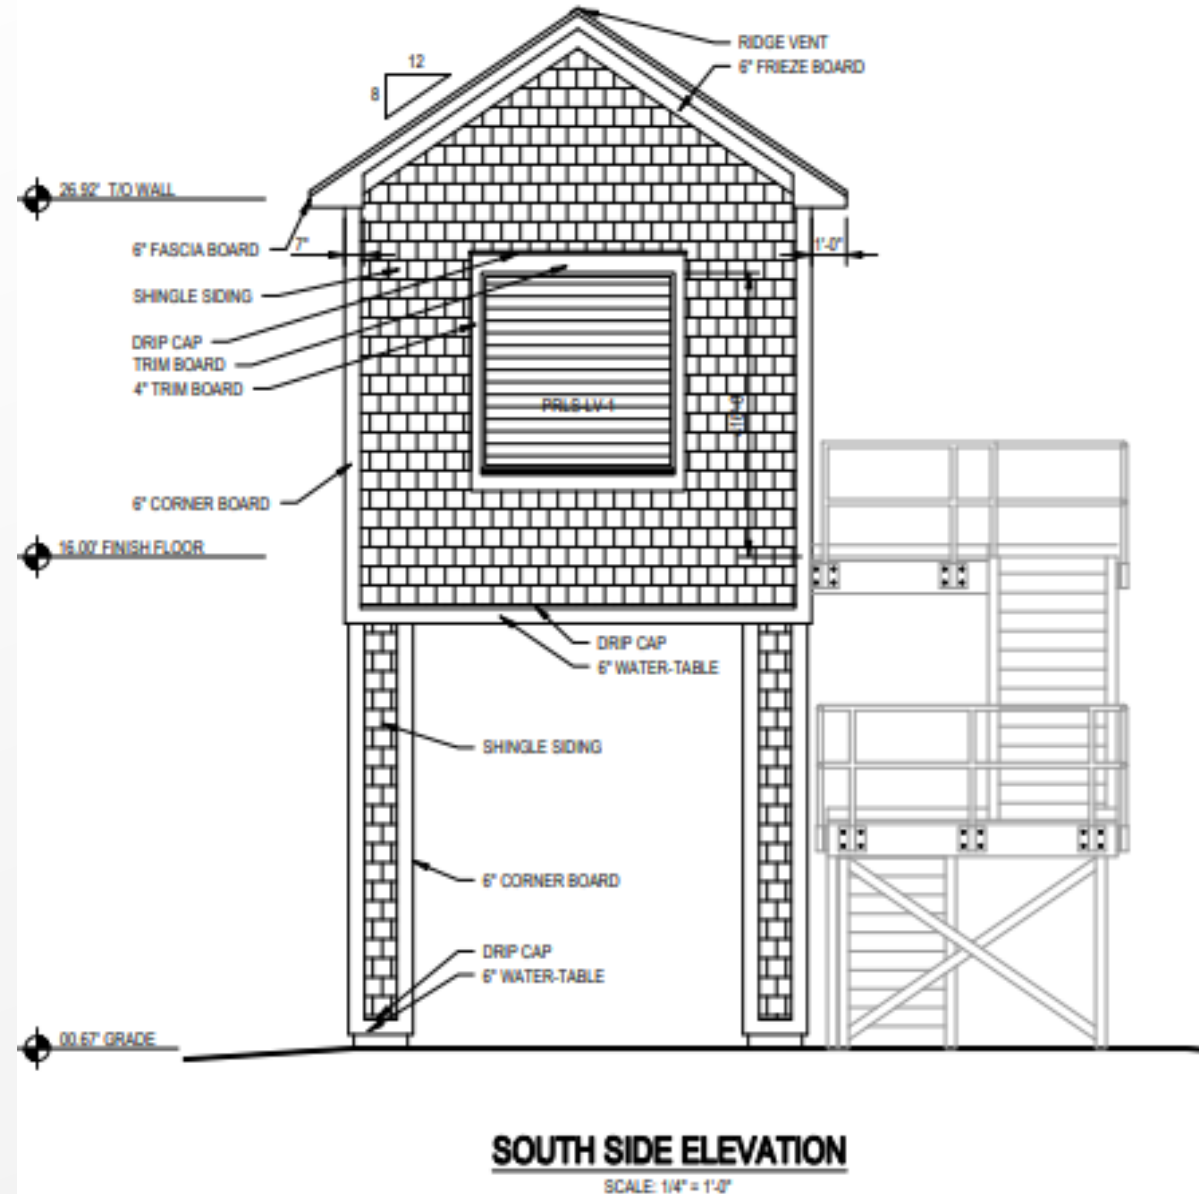 RIDGE VENT
12
6" FRIEZE BOARD
8
26.92' T/O WALL
6" FASCIA BOARD
7"
1'-0"
SHINGLE SIDING
DRIP CAP
TRIM BOARD
4" TRIM BOARD
PRLS-LV-1
6" CORNER BOARD
16.00' FINISH FLOOR
DRIP CAP
6" WATER-TABLE
SHINGLE SIDING
6" CORNER BOARD
DRIP CAP
6" WATER-TABLE
00.67' GRADE
SOUTH SIDE ELEVATION
SCALE: 1/4" = 1'-0"